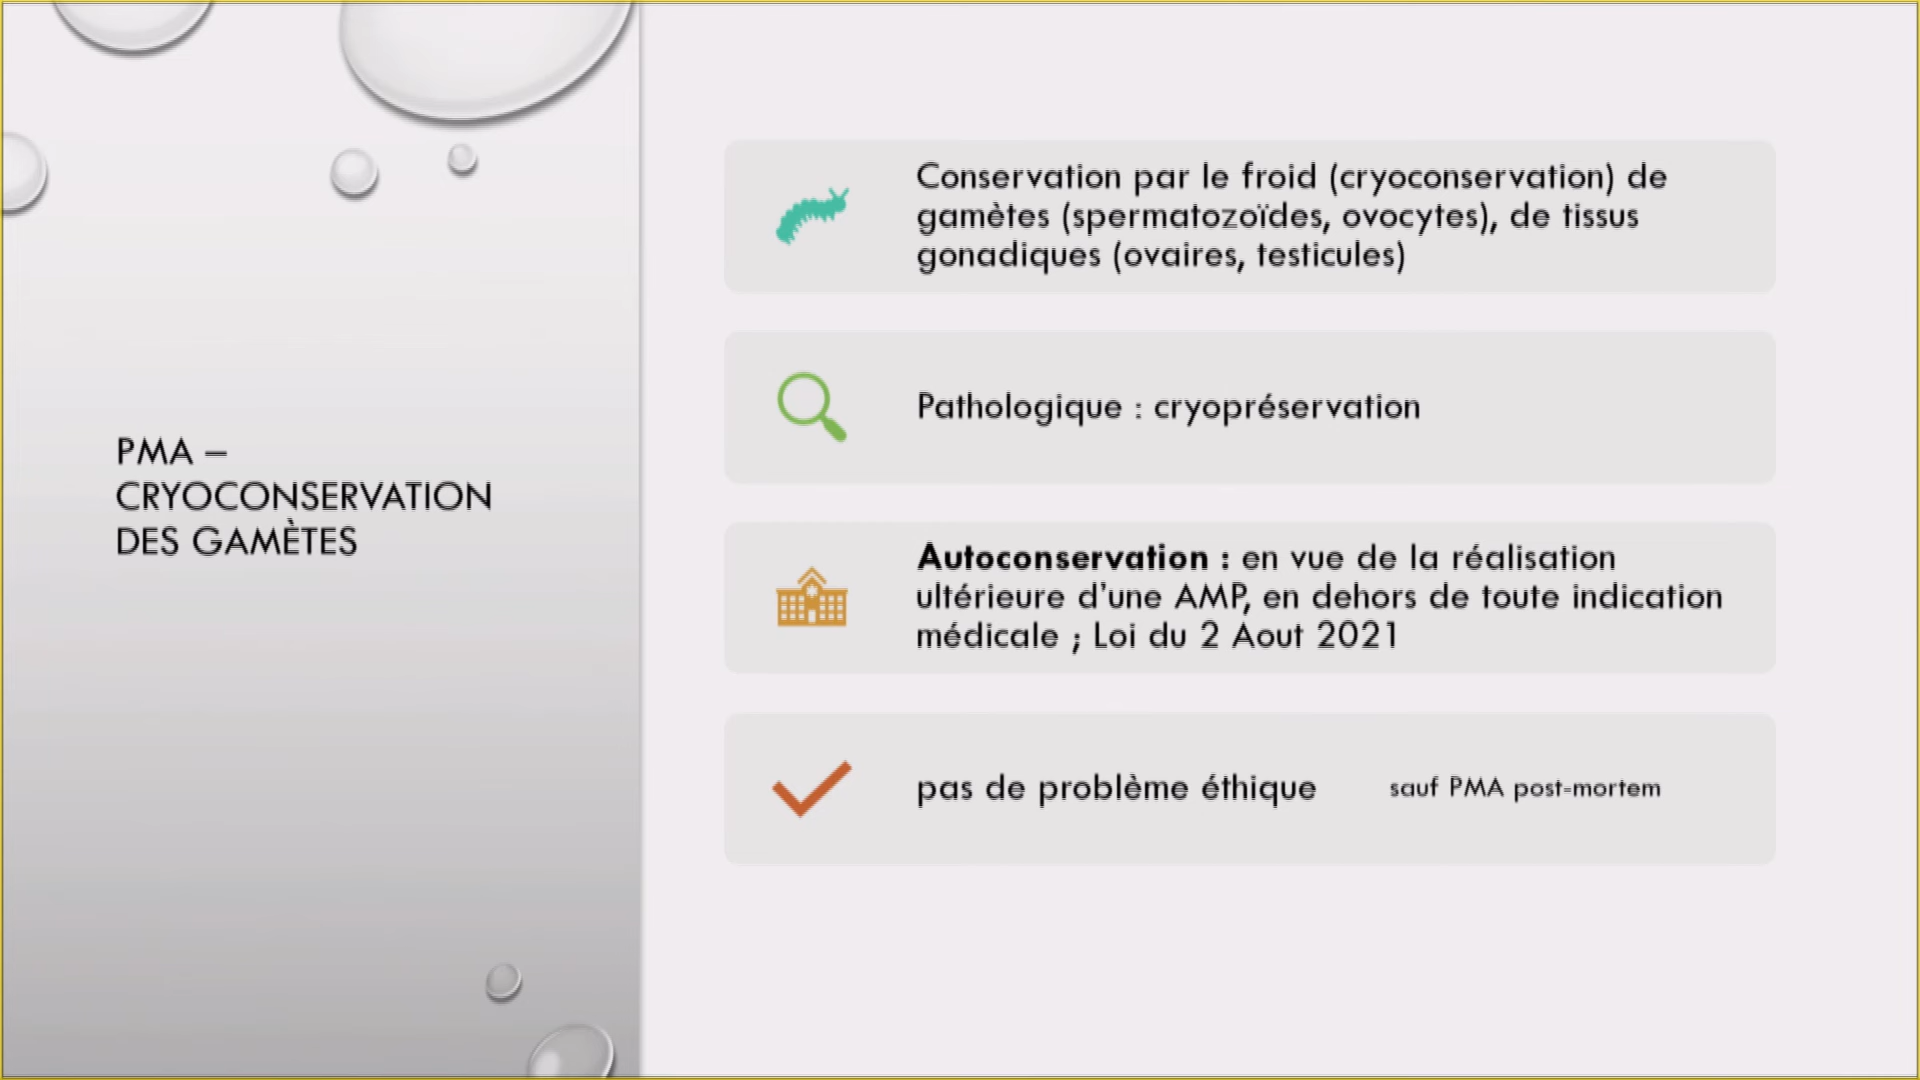 PMA –
CRYOCONSERVATION
DES GAMÈTES
Conservation par le froid (cryoconservation) de
gamètes (spermatozoïdes, ovocytes), de tissus
gonadiques (ovaires, testicules)
Pathologique : cryopréservation
Autoconservation : en vue de la réalisation
ultérieure d’une AMP, en dehors de toute indication
médicale ; Loi du 2 Aout 2021
pas de problème éthique sauf PMA post-mortem